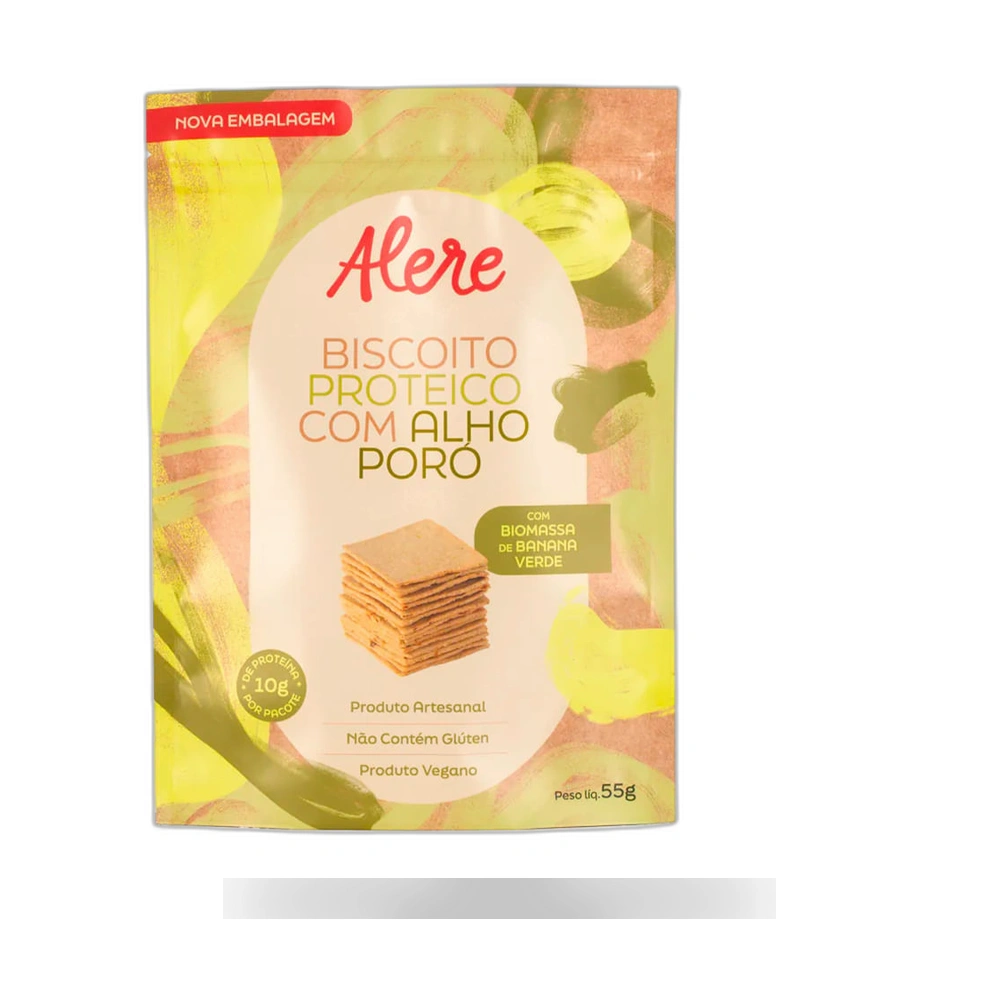 NOVA EMBALAGEM
Alere
BISCOITO
PROTEICO
COM ALHO
PORÓ
COM
BIOMASSA
DE BANANA
VERDE
DE PROTEÍNA
10g
POR PACOTE
Produto Artesanal
Não Contém Glúten
Produto Vegano
Peso líq.55g